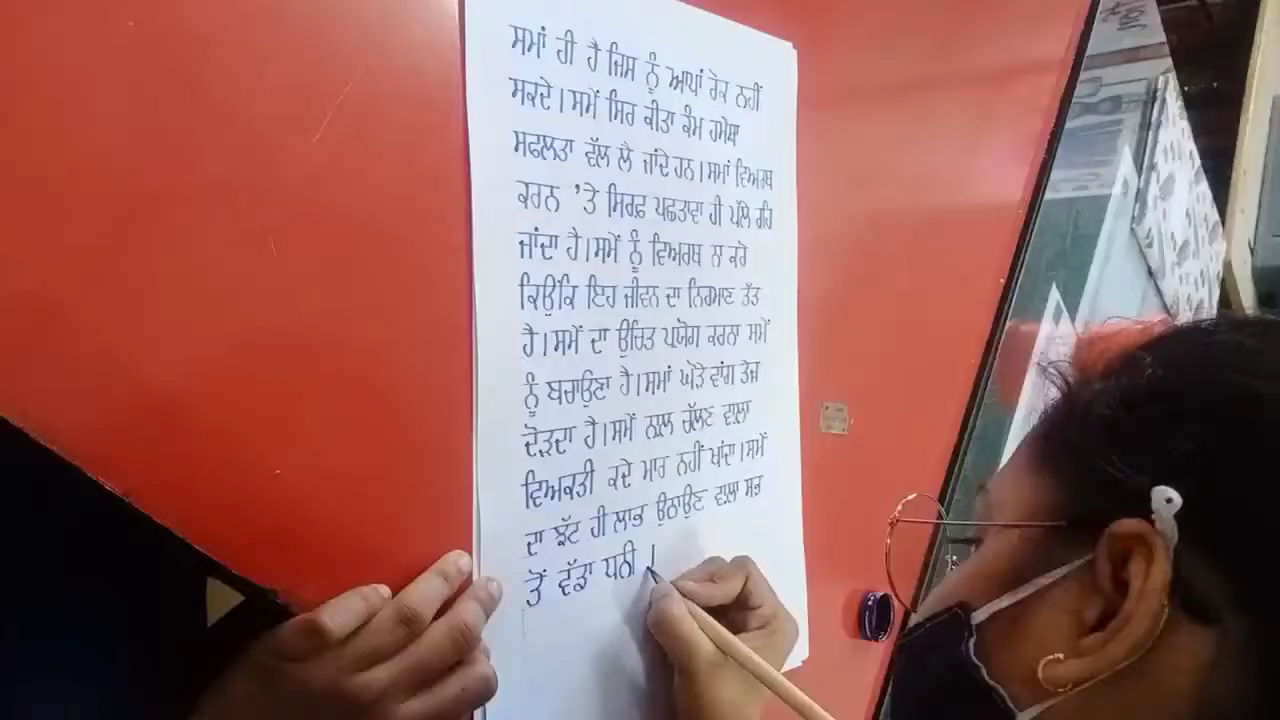 ਸਮਾਂ ਹੀ ਹੈ ਜਿਸ ਨੂੰ ਆਪਾਂ ਰੋਕ ਨਹੀਂ
ਸਕਦੇ। ਸਮੇਂ ਸਿਰ ਕੀਤਾ ਕੰਮ ਹਮੇਸ਼ਾ
ਸਫਲਤਾ ਵੱਲ ਲੈ ਜਾਂਦੇ ਹਨ। ਸਮਾਂ ਵਿਅਰਥ
ਕਰਨ 'ਤੇ ਸਿਰਫ਼ ਪਛਤਾਵਾ ਹੀ ਪੱਲੇ ਰਹਿ
ਜਾਂਦਾ ਹੈ। ਸਮੇਂ ਨੂੰ ਵਿਅਰਥ ਨਾ ਕਰੋ
ਕਿਉਂਕਿ ਇਹ ਜੀਵਨ ਦਾ ਨਿਰਮਾਣ ਤੱਤ
ਹੈ। ਸਮੇਂ ਦਾ ਉਚਿਤ ਪ੍ਰਯੋਗ ਕਰਨਾ ਸਮੇਂ
ਨੂੰ ਬਚਾਉਣਾ ਹੈ। ਸਮਾਂ ਘੋੜੇ ਵਾਂਗ ਤੇਜ਼
ਦੋੜਦਾ ਹੈ। ਸਮੇਂ ਨਾਲ ਚੱਲਣ ਵਾਲਾ
ਵਿਅਕਤੀ ਕਦੇ ਮਾਰ ਨਹੀਂ ਖਾਂਦਾ। ਸਮੇਂ
ਦਾ ਝੱਟ ਹੀ ਲਾਭ ਉਠਾਉਣ ਵਾਲਾ ਸਭ
ਤੋਂ ਵੱਡਾ ਧਨੀ